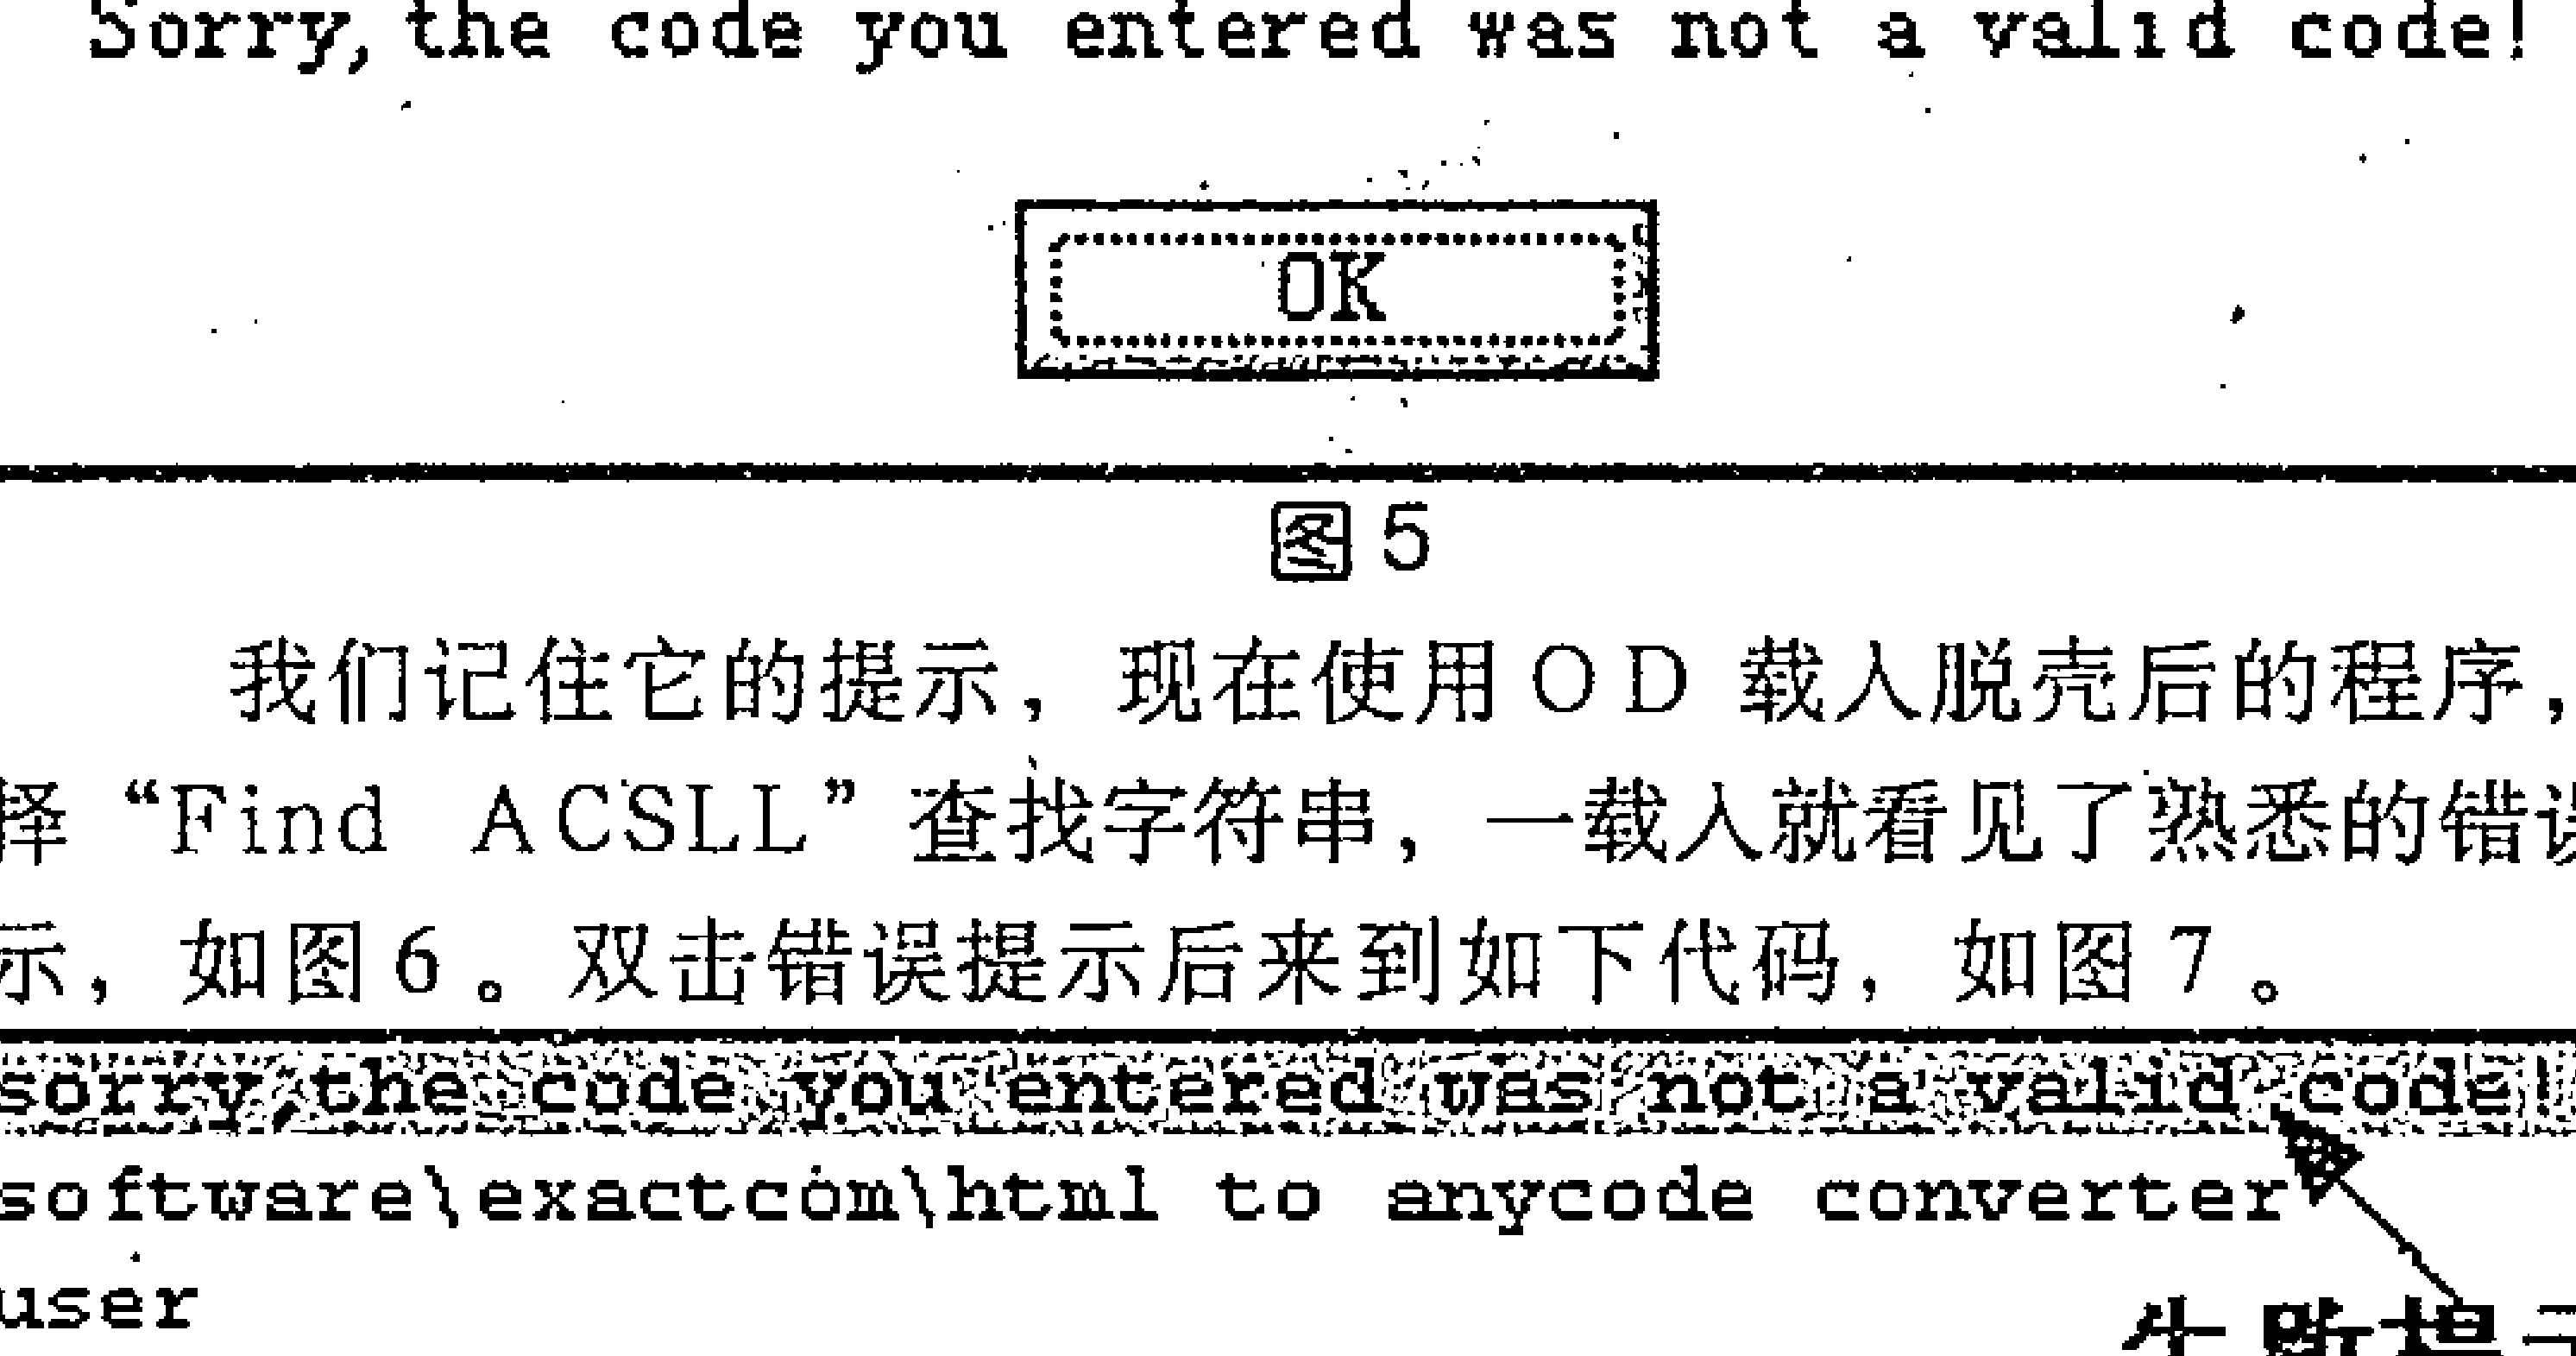 Sorry, the code you entered was not a valid code!
OK
图5
我们记住它的提示，现在使用OD 载入脱壳后的程序，
择“Find ACSLL”查找字符串，一载入就看见了熟悉的错误
示，如图6。双击错误提示后来到如下代码，如图7。
sorry,the code you entered was not a valid code!
software\exactcom\html to anycode converter
user